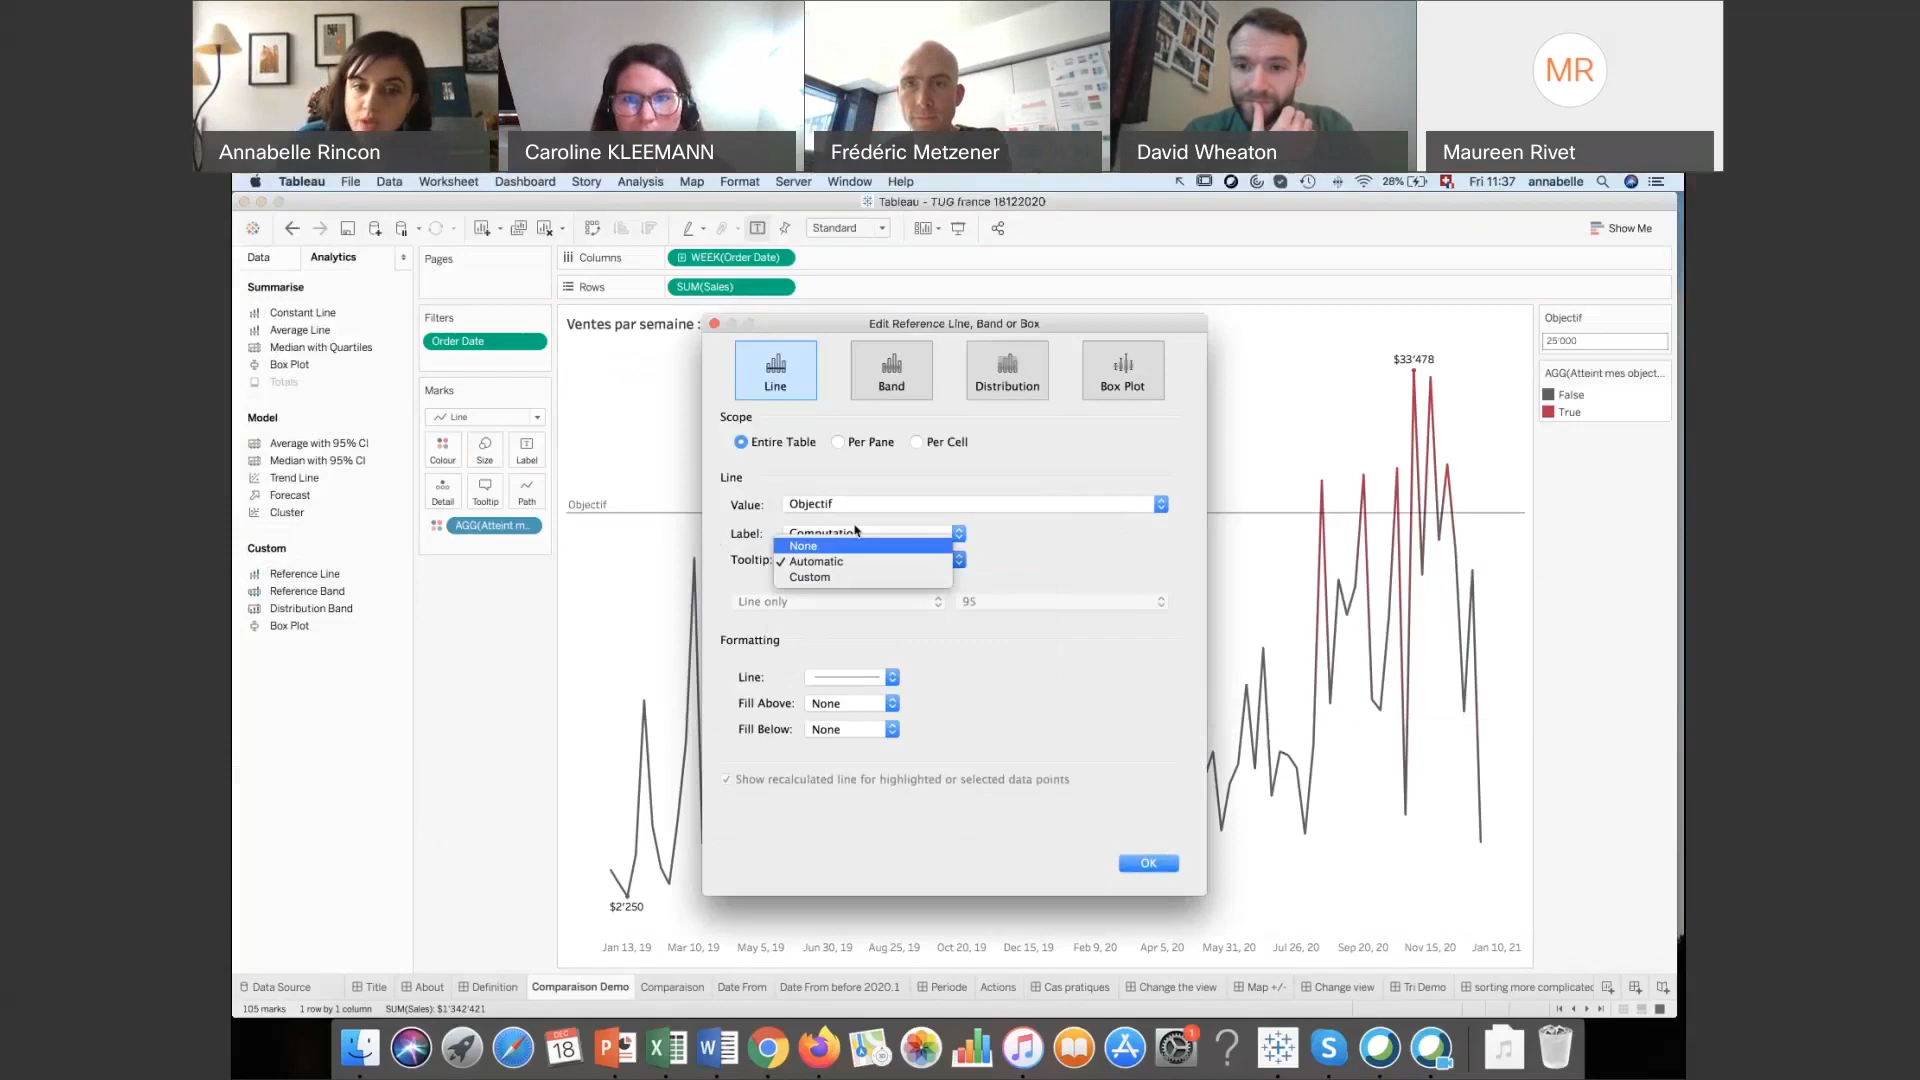 MR
Annabelle Rincon
Caroline KLEEMANN
Frédéric Metzener
David Wheaton
Maureen Rivet
Tableau File Data Worksheet Dashboard Story Analysis Map Format Server Window Help
28% Fri 11:37 annabelle
Tableau - TUG france 18122020
Standard
Show Me
Data Analytics
Pages
Columns WEEK(Order Date)
Rows SUM(Sales)
Summarise
Constant Line
Average Line
Median with Quartiles
Box Plot
Totals
Model
Average with 95% CI
Median with 95% CI
Trend Line
Forecast
Cluster
Custom
Reference Line
Reference Band
Distribution Band
Box Plot
Filters
Order Date
Marks
Line
Colour Size Label
Detail Tooltip Path
AGG(Atteint m..
Ventes par semaine :
Objectif
$2'250
$33'478
Edit Reference Line, Band or Box
Line Band Distribution Box Plot
Scope
Entire Table Per Pane Per Cell
Line
Value: Objectif
Label: Computation
Tooltip:
None
Automatic
Custom
Line only 95
Formatting
Line:
Fill Above: None
Fill Below: None
Show recalculated line for highlighted or selected data points
OK
Objectif
25'000
AGG(Atteint mes object...
False
True
Jan 13, 19 Mar 10, 19 May 5, 19 Jun 30, 19 Aug 25, 19 Oct 20, 19 Dec 15, 19 Feb 9, 20 Apr 5, 20 May 31, 20 Jul 26, 20 Sep 20, 20 Nov 15, 20 Jan 10, 21
Data Source Title About Definition Comparaison Demo Comparaison Date From Date From before 2020.1 Periode Actions Cas pratiques Change the view Map +/- Change view Tri Demo sorting more complicated
105 marks 1 row by 1 column SUM(Sales): $1'342'421
DEC
18
P X W
1
? S